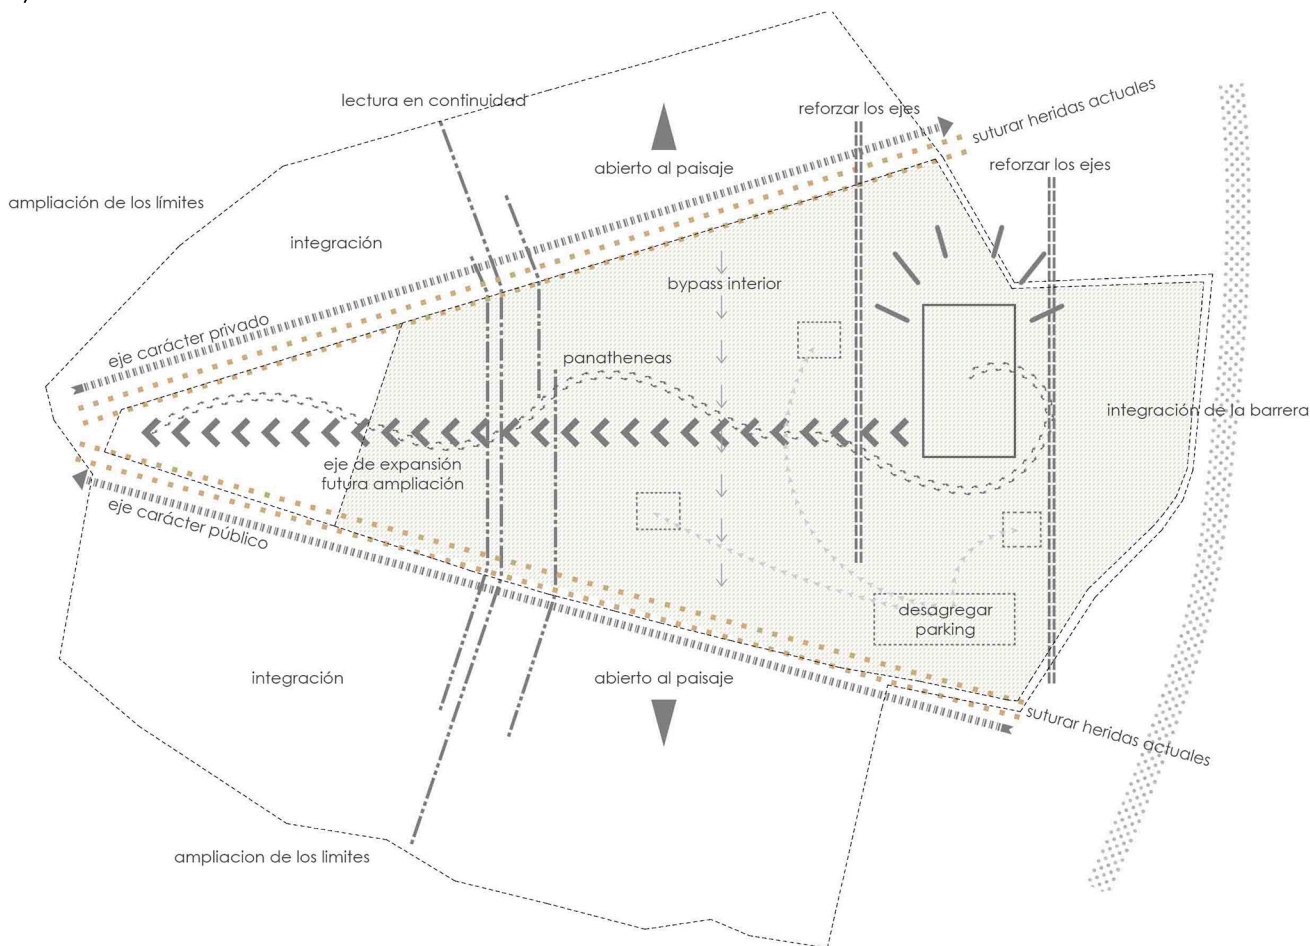 lectura en continuidad
reforzar los ejes
suturar heridas actuales
abierto al paisaje
reforzar los ejes
ampliación de los límites
integración
bypass interior
eje carácter privado
panatheneas
integración de la barrera
eje de expansión
futura ampliación
eje carácter público
desagregar
parking
integración
abierto al paisaje
suturar heridas actuales
ampliacion de los limites